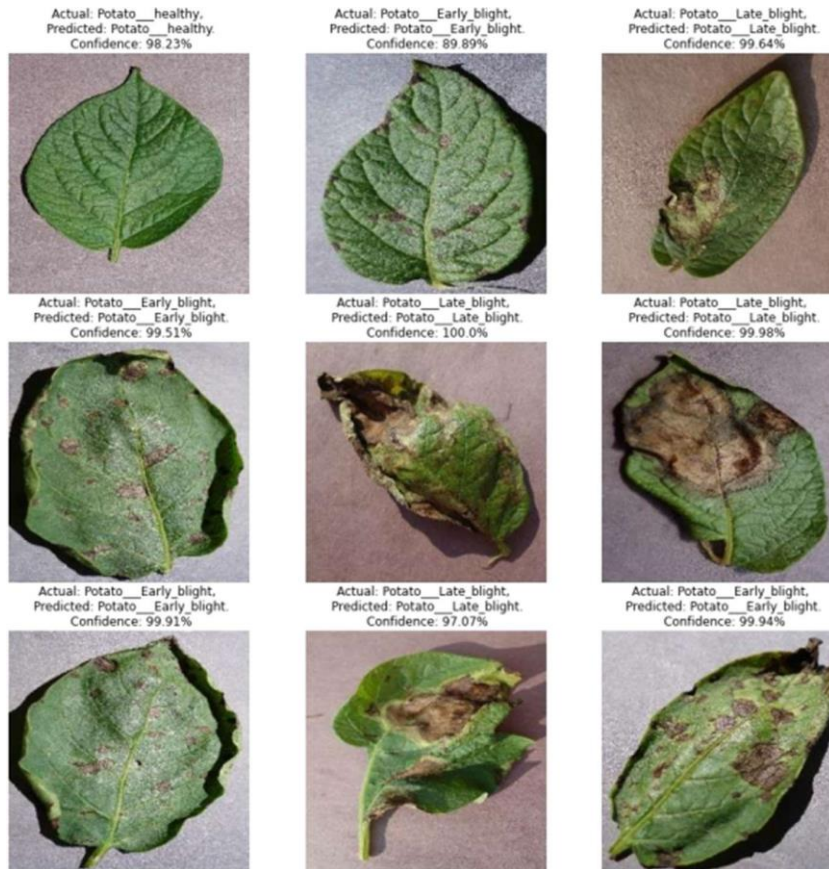 Actual: Potato___healthy,
Predicted: Potato___healthy.
Confidence: 98.23%
Actual: Potato___Early_blight,
Predicted: Potato___Early_blight.
Confidence: 89.89%
Actual: Potato___Late_blight,
Predicted: Potato___Late_blight.
Confidence: 99.64%
Actual: Potato___Early_blight,
Predicted: Potato___Early_blight.
Confidence: 99.51%
Actual: Potato___Late_blight,
Predicted: Potato___Late_blight.
Confidence: 100.0%
Actual: Potato___Late_blight,
Predicted: Potato___Late_blight.
Confidence: 99.98%
Actual: Potato___Early_blight,
Predicted: Potato___Early_blight.
Confidence: 99.91%
Actual: Potato___Late_blight,
Predicted: Potato___Late_blight.
Confidence: 97.07%
Actual: Potato___Early_blight,
Predicted: Potato___Early_blight.
Confidence: 99.94%